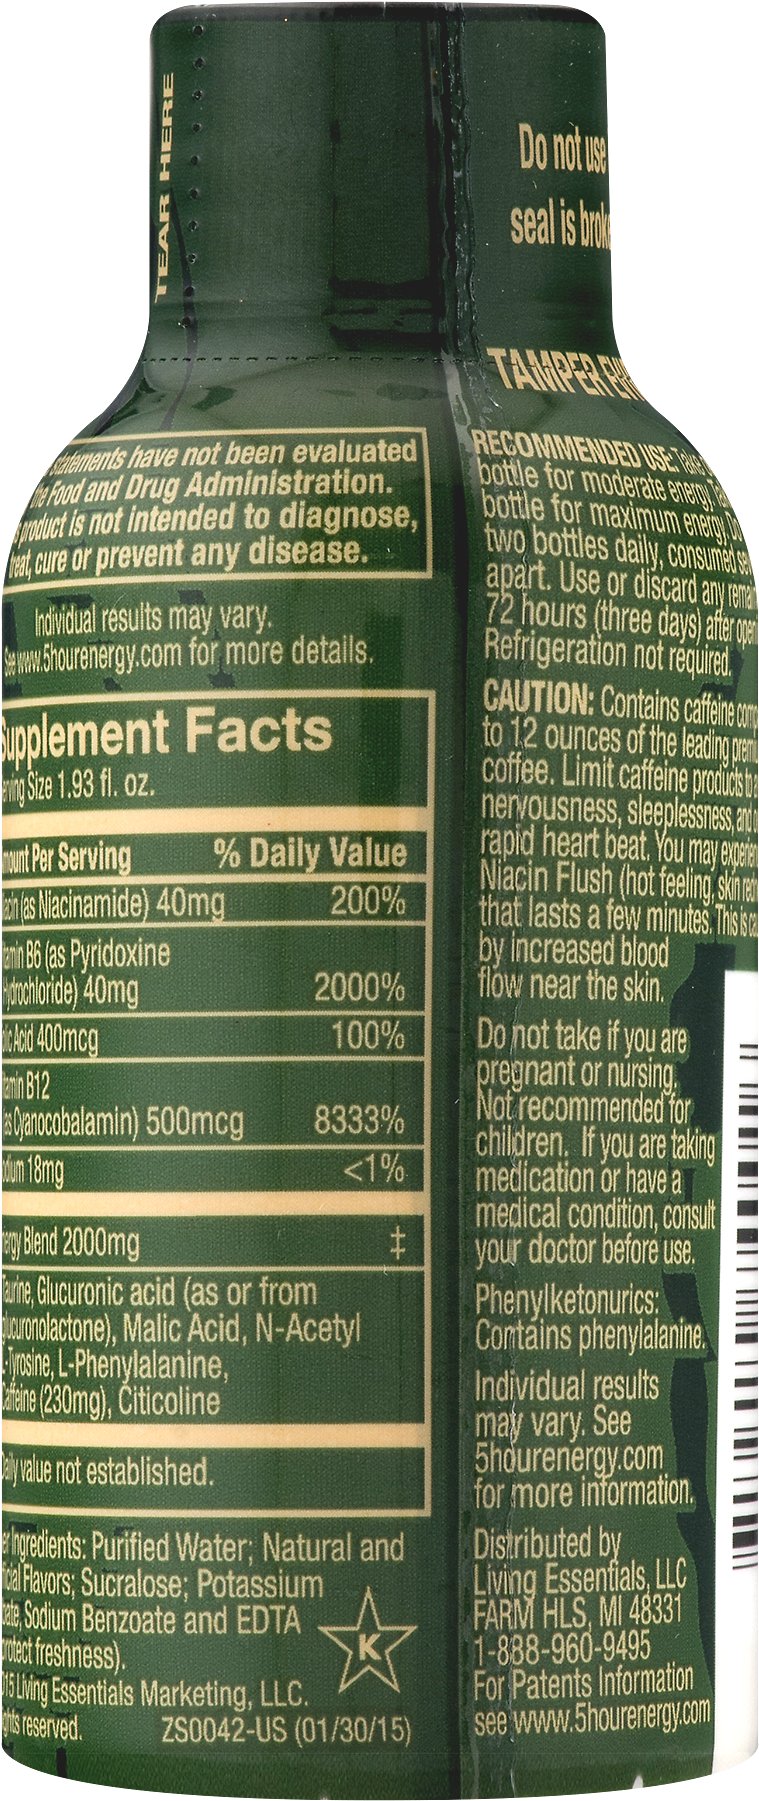 TEAR HERE
Do not use
seal is
TAMPER
statements have not been evaluated
the Food and Drug Administration.
product is not intended to diagnose,
treat, cure or prevent any disease.
Individual results may vary.
See www.5hourenergy.com for more details.
Supplement Facts
Serving Size 1.93 fl. oz.
Amount Per Serving % Daily Value
Niacin (as Niacinamide) 40mg 200%
Vitamin B6 (as Pyridoxine
Hydrochloride) 40mg 2000%
Folic Acid 400mcg 100%
Vitamin B12
(as Cyanocobalamin) 500mcg 8333%
Sodium 18mg <1%
Energy Blend 2000mg ‡
Taurine, Glucuronic acid (as or from
glucuronolactone), Malic Acid, N-Acetyl
L-Tyrosine, L-Phenylalanine,
Caffeine (230mg), Citicoline
Daily value not established.
Ingredients: Purified Water; Natural and
Flavors; Sucralose; Potassium
Sodium Benzoate and EDTA
protect freshness).
Living Essentials Marketing, LLC.
rights reserved. ZS0042-US (01/30/15)
K
RECOMMENDED USE: Take
bottle for moderate energy.
bottle for maximum energy.
two bottles daily, consumed
apart. Use or discard any
72 hours (three days) after
Refrigeration not required.
CAUTION: Contains caffeine
to 12 ounces of the leading
coffee. Limit caffeine products to
nervousness, sleeplessness, and
rapid heart beat. You may
Niacin Flush (hot feeling, skin
that lasts a few minutes. This is
by increased blood
flow near the skin.
Do not take if you are
pregnant or nursing.
Not recommended for
children. If you are taking
medication or have a
medical condition, consult
your doctor before use.
Phenylketonurics:
Contains phenylalanine.
Individual results
may vary. See
5hourenergy.com
for more information.
Distributed by
Living Essentials, LLC
FARM HLS, MI 48331
1-888-960-9495
For Patents Information
see www.5hourenergy.com